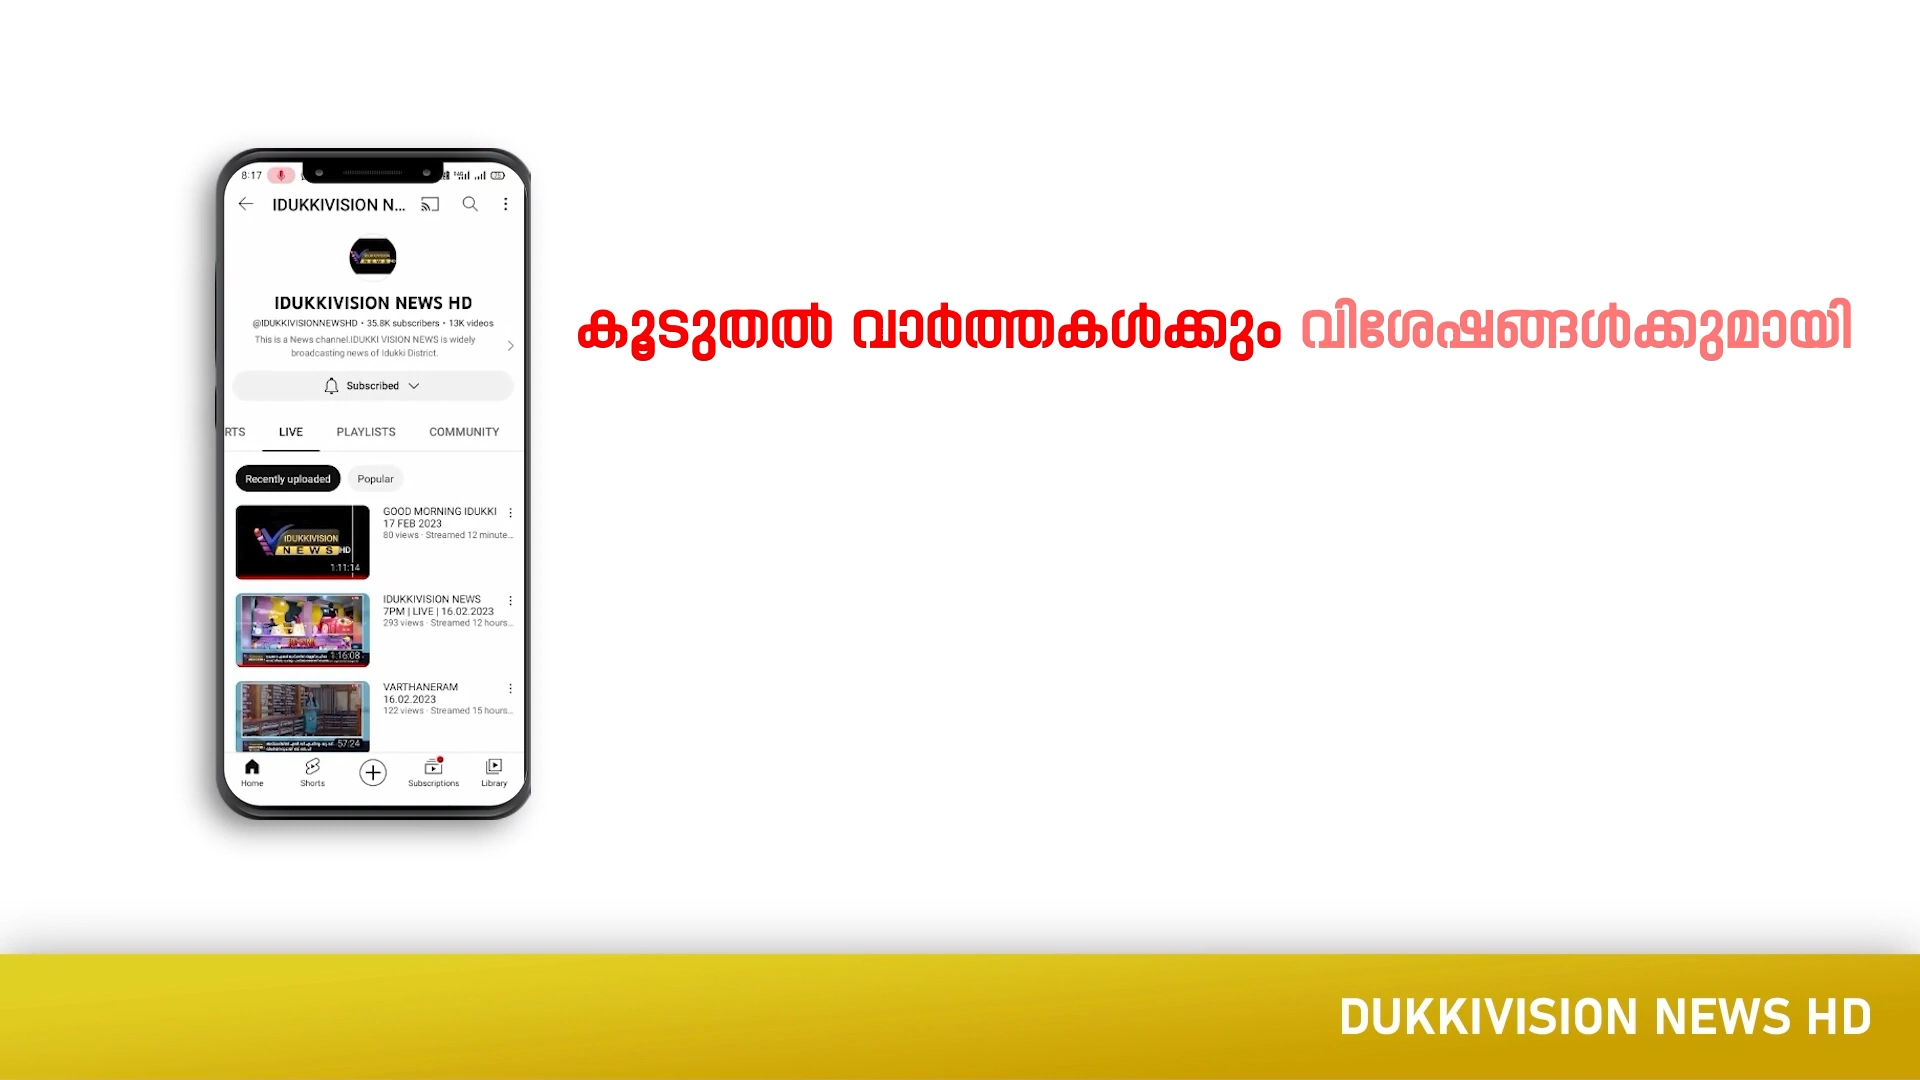 8:17
IDUKKIVISION N...
IDUKKIVISION NEWS HD
@IDUKKIVISIONNEWSHD • 35.8K subscribers • 13K videos
This is a News channel.IDUKKI VISION NEWS is widely
broadcasting news of Idukki District.
Subscribed
RTS LIVE PLAYLISTS COMMUNITY
Recently uploaded Popular
IDUKKIVISION
NEWS HD
1:11:14
GOOD MORNING IDUKKI
17 FEB 2023
80 views · Streamed 12 minute...
1:16:08
IDUKKIVISION NEWS
7PM | LIVE | 16.02.2023
293 views · Streamed 12 hours...
57:24
VARTHANERAM
16.02.2023
122 views · Streamed 15 hours...
Home Shorts Subscriptions Library
കൂടുതൽ വാർത്തകൾക്കും വിശേഷങ്ങൾക്കുമായി
DUKKIVISION NEWS HD